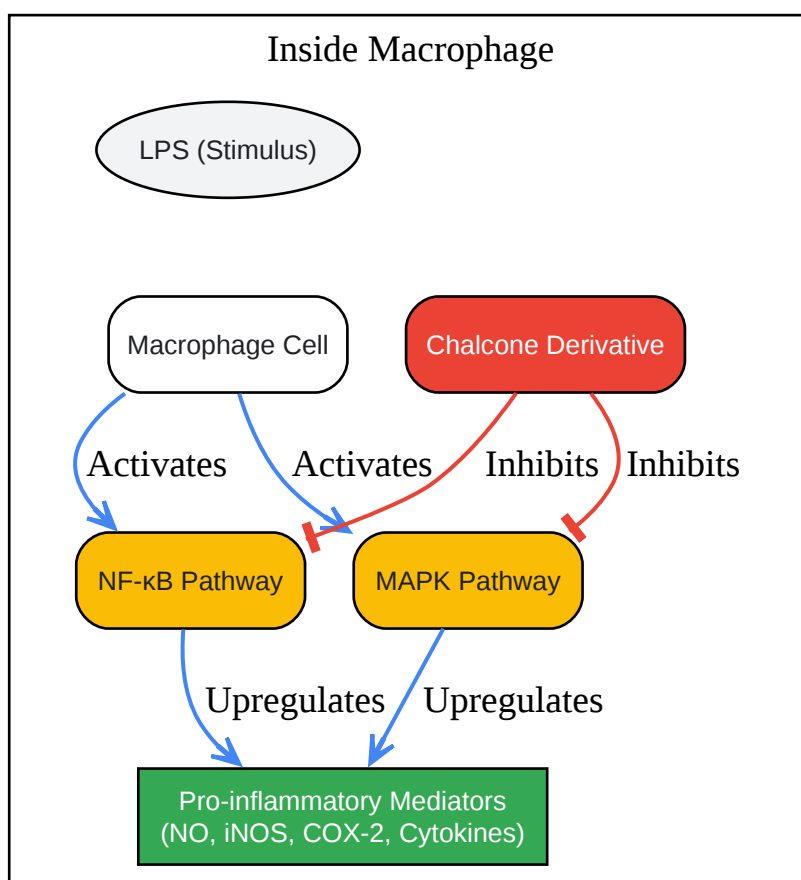 Inside Macrophage
LPS (Stimulus)
Macrophage Cell
Chalcone Derivative
Activates
Activates
Inhibits
Inhibits
NF-κB Pathway
MAPK Pathway
Upregulates
Upregulates
Pro-inflammatory Mediators
(NO, iNOS, COX-2, Cytokines)